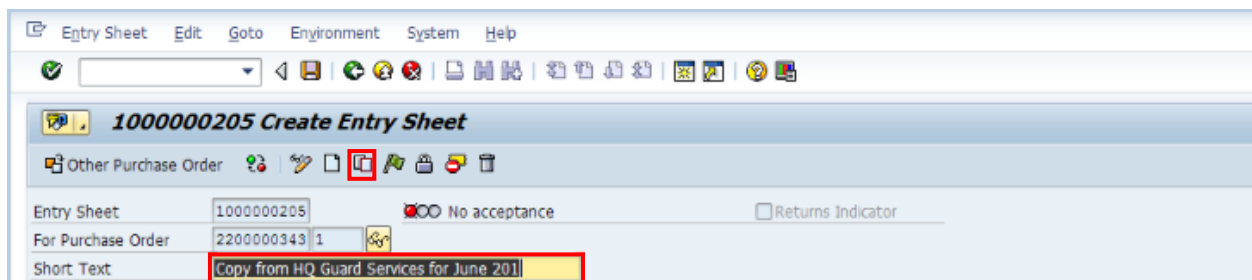 Entry Sheet Edit Goto Environment System Help
1000000205 Create Entry Sheet
Other Purchase Order
Entry Sheet 1000000205 No acceptance Returns Indicator
For Purchase Order 2200000343 1
Short Text Copy from HQ Guard Services for June 201